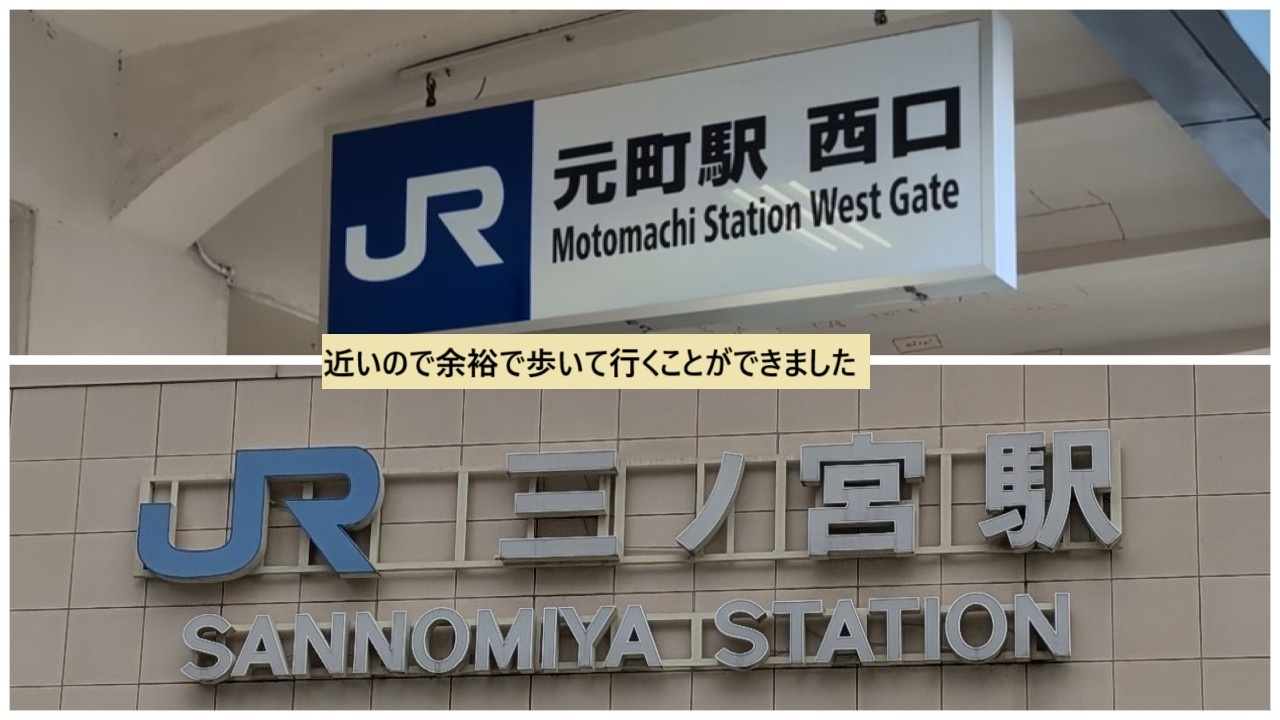 JR 元町駅 西口
Motomachi Station West Gate
近いので余裕で歩いて行くことができました
JR 三ノ宮駅
SANNOMIYA STATION